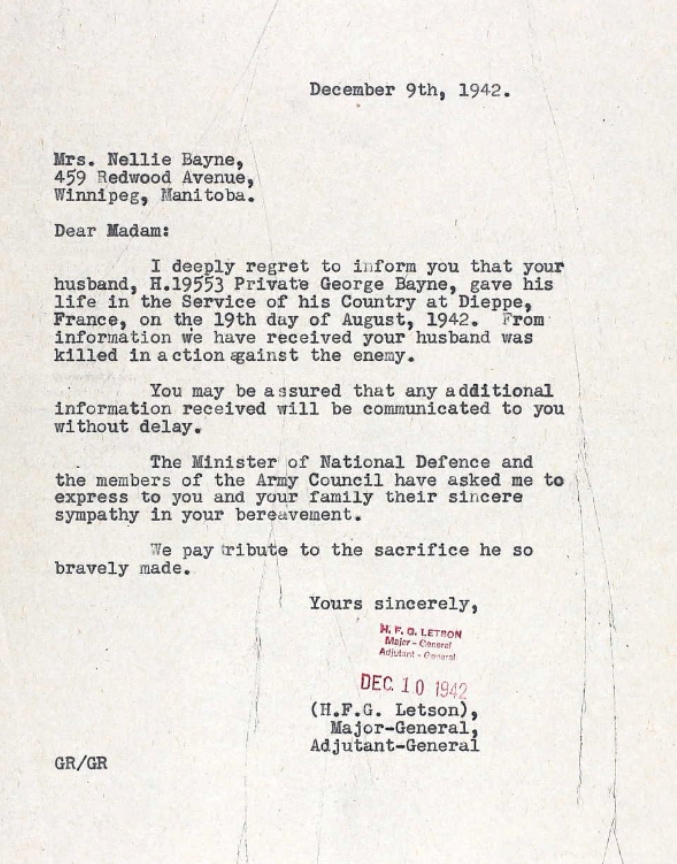 December 9th, 1942.
Mrs. Nellie Bayne,
459 Redwood Avenue,
Winnipeg, Manitoba.
Dear Madam:
I deeply regret to inform you that your
husband, H.19553 Private George Bayne, gave his
life in the Service of his Country at Dieppe,
France, on the 19th day of August, 1942. From
information we have received your husband was
killed in action against the enemy.
You may be assured that any additional
information received will be communicated to you
without delay.
The Minister of National Defence and
the members of the Army Council have asked me to
express to you and your family their sincere
sympathy in your bereavement.
We pay tribute to the sacrifice he so
bravely made.
Yours sincerely,
H. F. G. LETSON
Major - General
Adjutant - General
DEC 10 1942
(H.F.G. Letson),
Major-General,
Adjutant-General
GR/GR